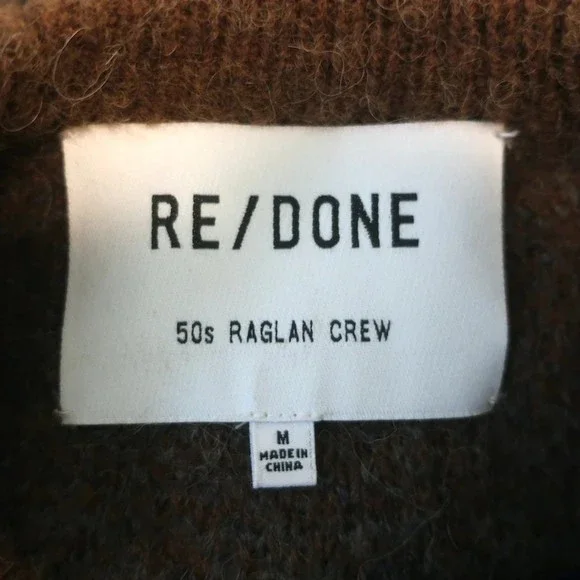 RE/DONE
50s RAGLAN CREW
M
MADE IN
CHINA